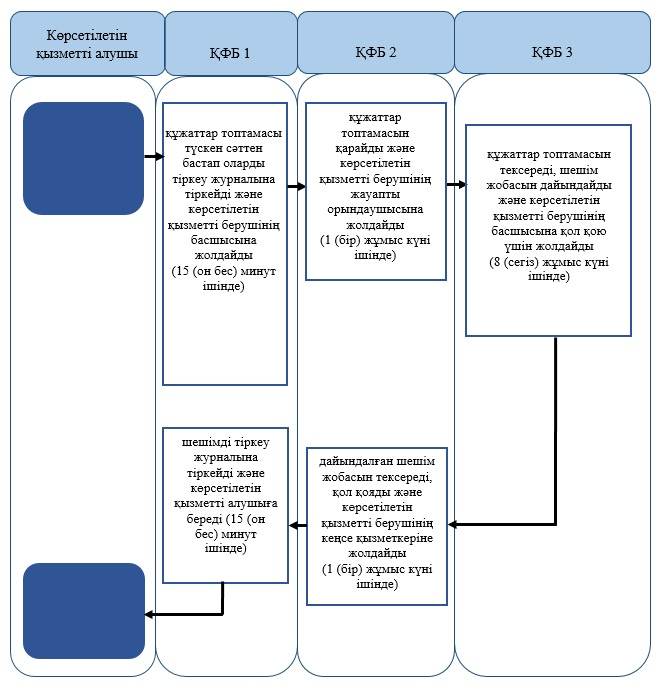 Көрсетілетін
қызметті алушы
ҚФБ 1
ҚФБ 2
ҚФБ 3
құжаттар топтамасы
түскен сәттен
бастап оларды
тіркеу журналына
тіркейді және
көрсетілетін
қызметті берушінің
басшысына
жолдайды
(15 (он бес) минут
ішінде)
құжаттар
топтамасын
қарайды және
көрсетілетін
қызметті берушінің
жауапты
орындаушысына
жолдайды
(1 (бір) жұмыс күні
ішінде)
құжаттар топтамасын
тексереді, шешім
жобасын дайындайды
және көрсетілетін
қызметті берушінің
басшысына қол қою
үшін жолдайды
(8 (сегіз) жұмыс күні
ішінде)
шешімді тіркеу
журналына
тіркейді және
көрсетілетін
қызметті алушыға
береді (15 (он
бес) минут
ішінде)
дайындалған шешім
жобасын тексереді,
қол қояды және
көрсетілетін
қызметті берушінің
кеңсе қызметкеріне
жолдайды
(1 (бір) жұмыс күні
ішінде)